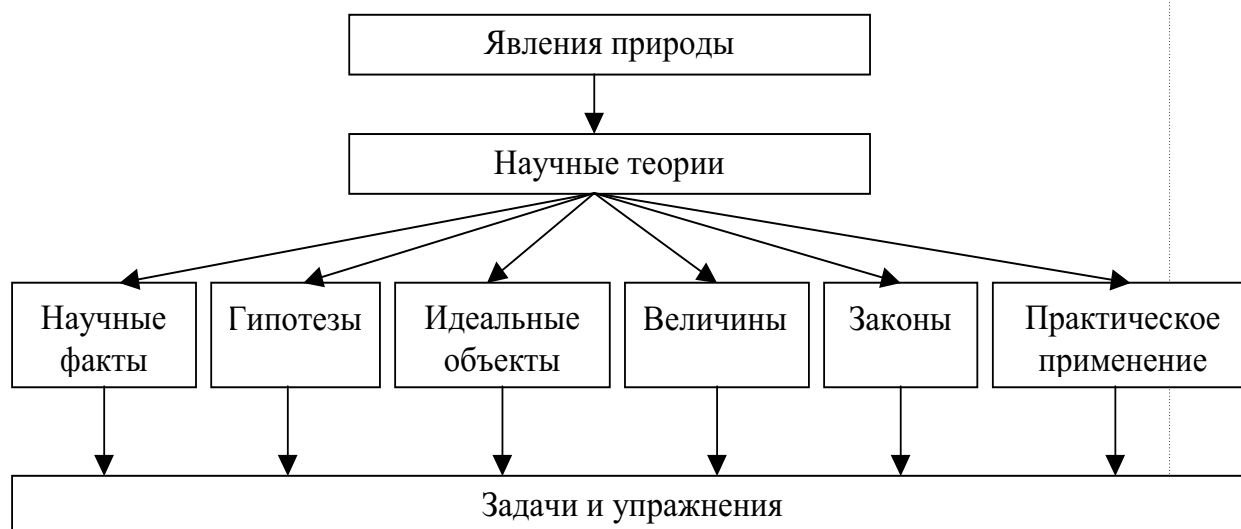 Явления природы
Научные теории
Научные
факты
Гипотезы
Идеальные
объекты
Величины
Законы
Практическое
применение
Задачи и упражнения